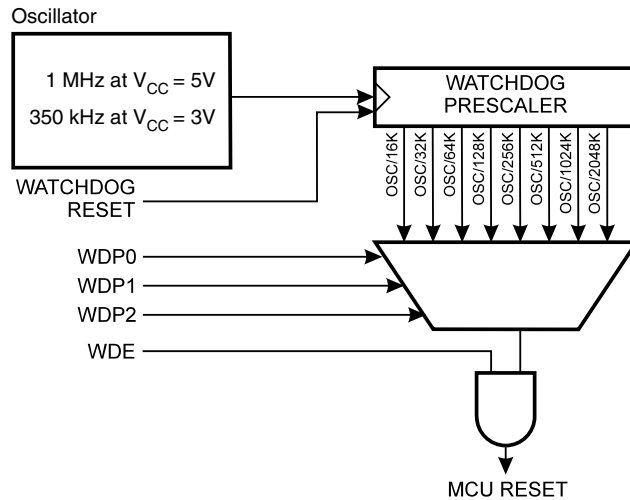 Oscillator
1 MHz at VCC = 5V
350 kHz at VCC = 3V
WATCHDOG
PRESCALER
OSC/16K
OSC/32K
OSC/64K
OSC/128K
OSC/256K
OSC/512K
OSC/1024K
OSC/2048K
WATCHDOG
RESET
WDP0
WDP1
WDP2
WDE
MCU RESET